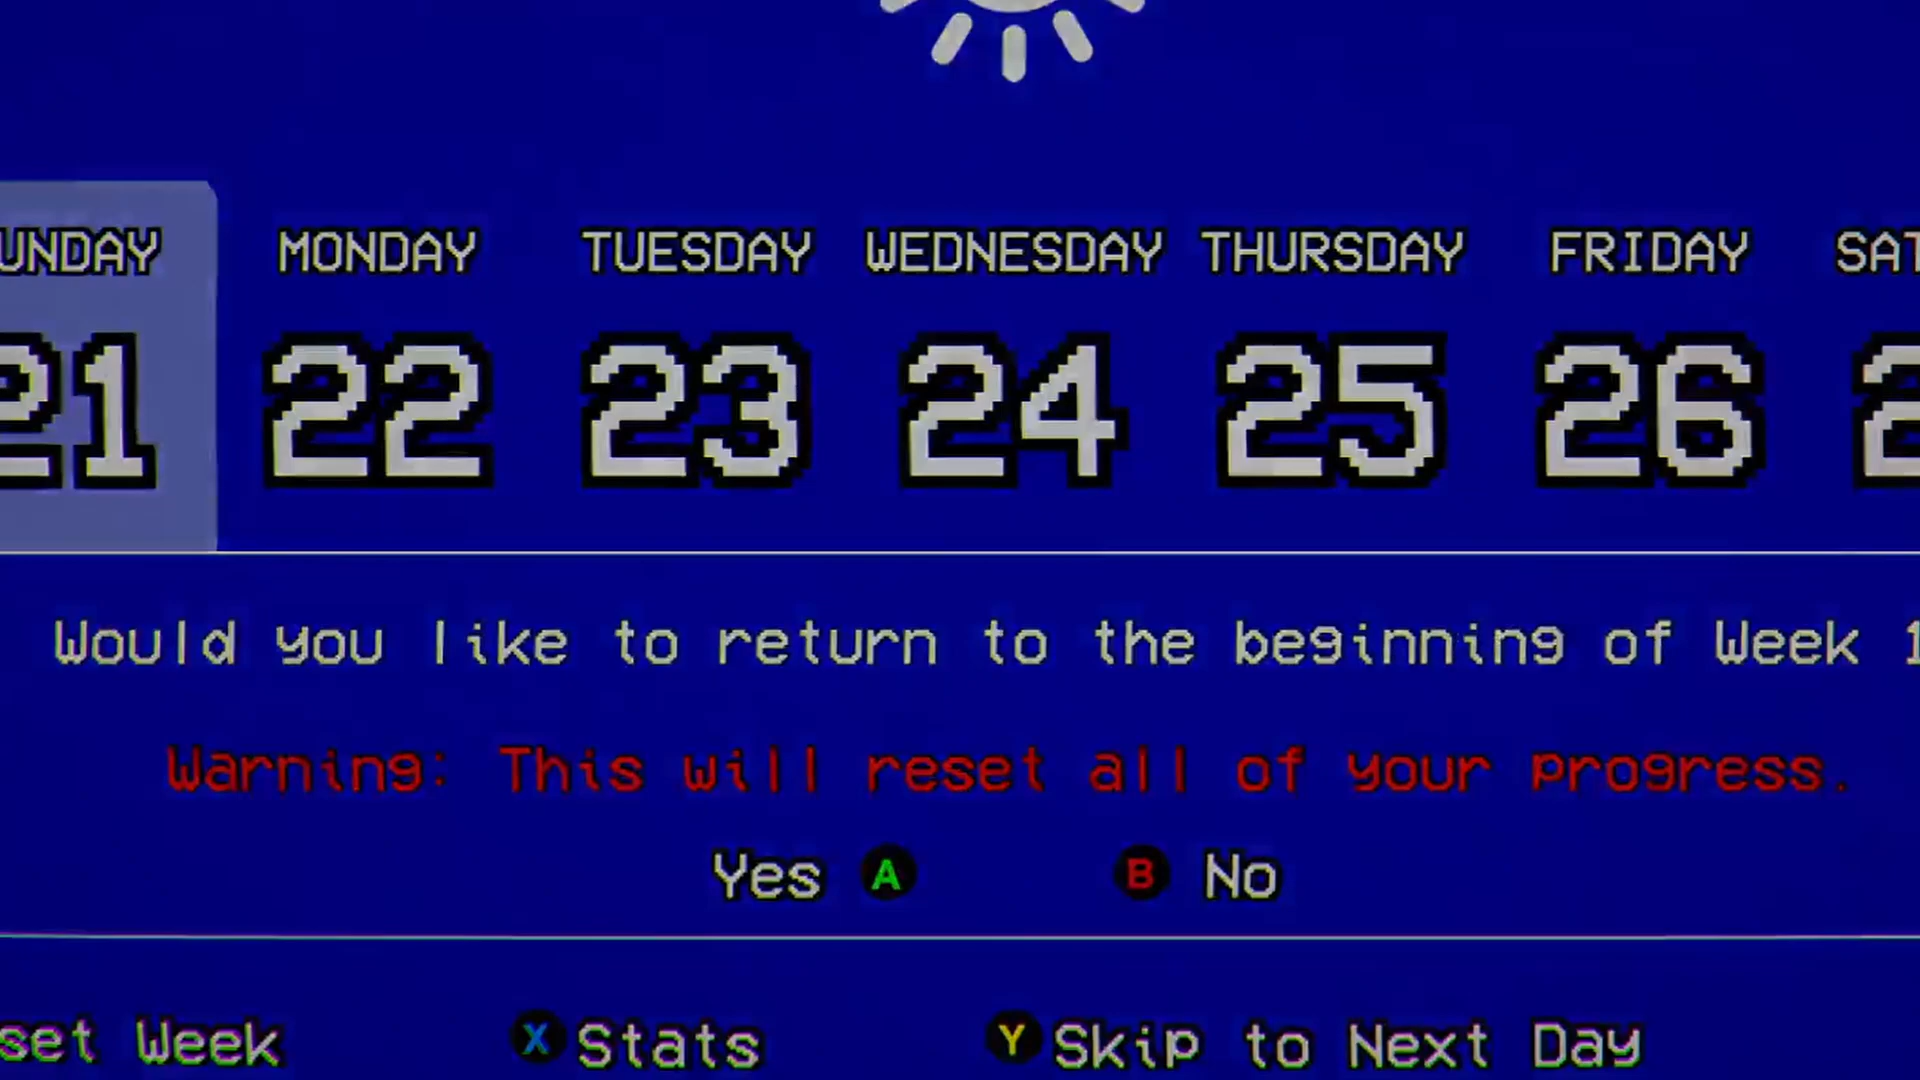 UNDAY MONDAY TUESDAY WEDNESDAY THURSDAY FRIDAY SAT
21 22 23 24 25 26 2
Would you like to return to the beginning of Week 1
Warning: This will reset all of your progress.
Yes A B No
set Week X Stats Y Skip to Next Day